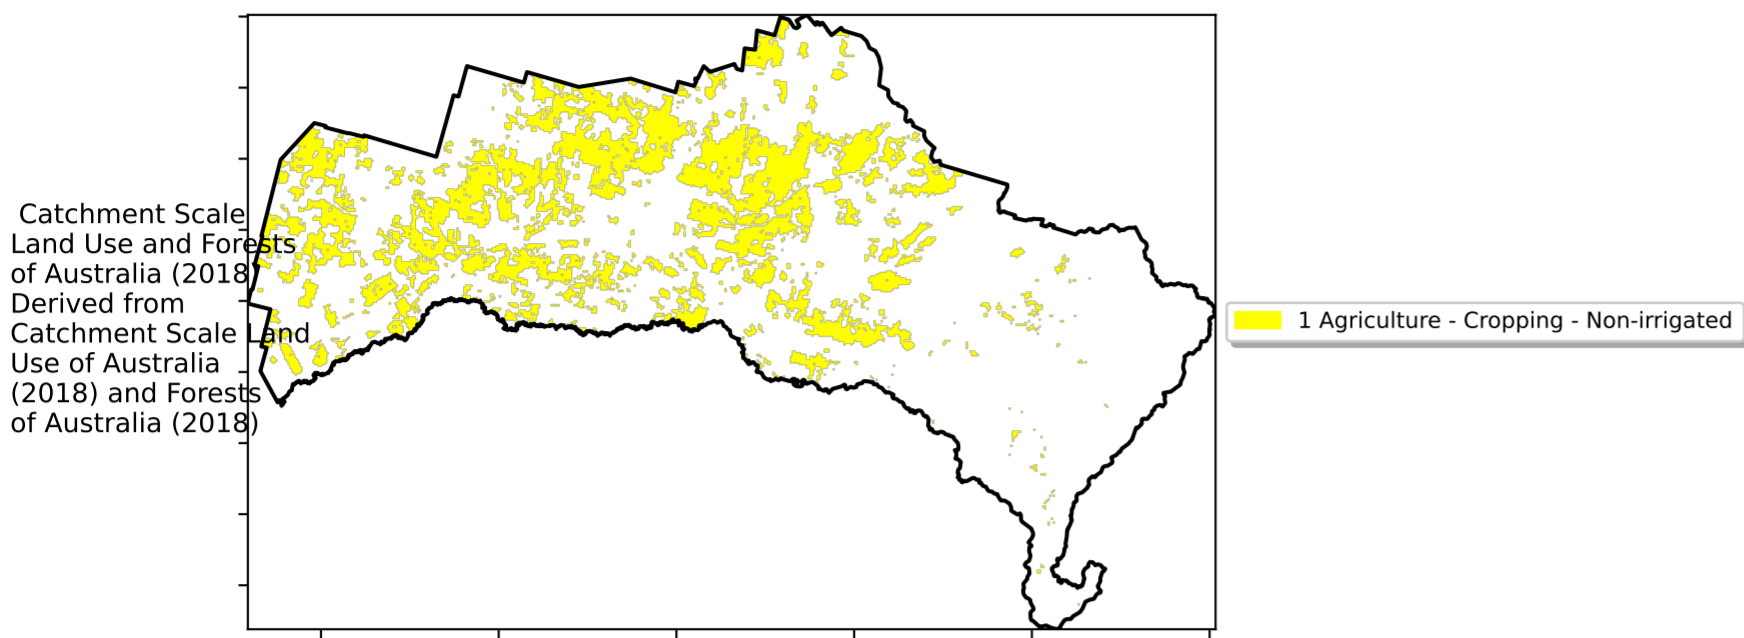 Catchment Scale
Land Use and Forests
of Australia (2018)
Derived from
Catchment Scale Land
Use of Australia
(2018) and Forests
of Australia (2018)
1 Agriculture - Cropping - Non-irrigated